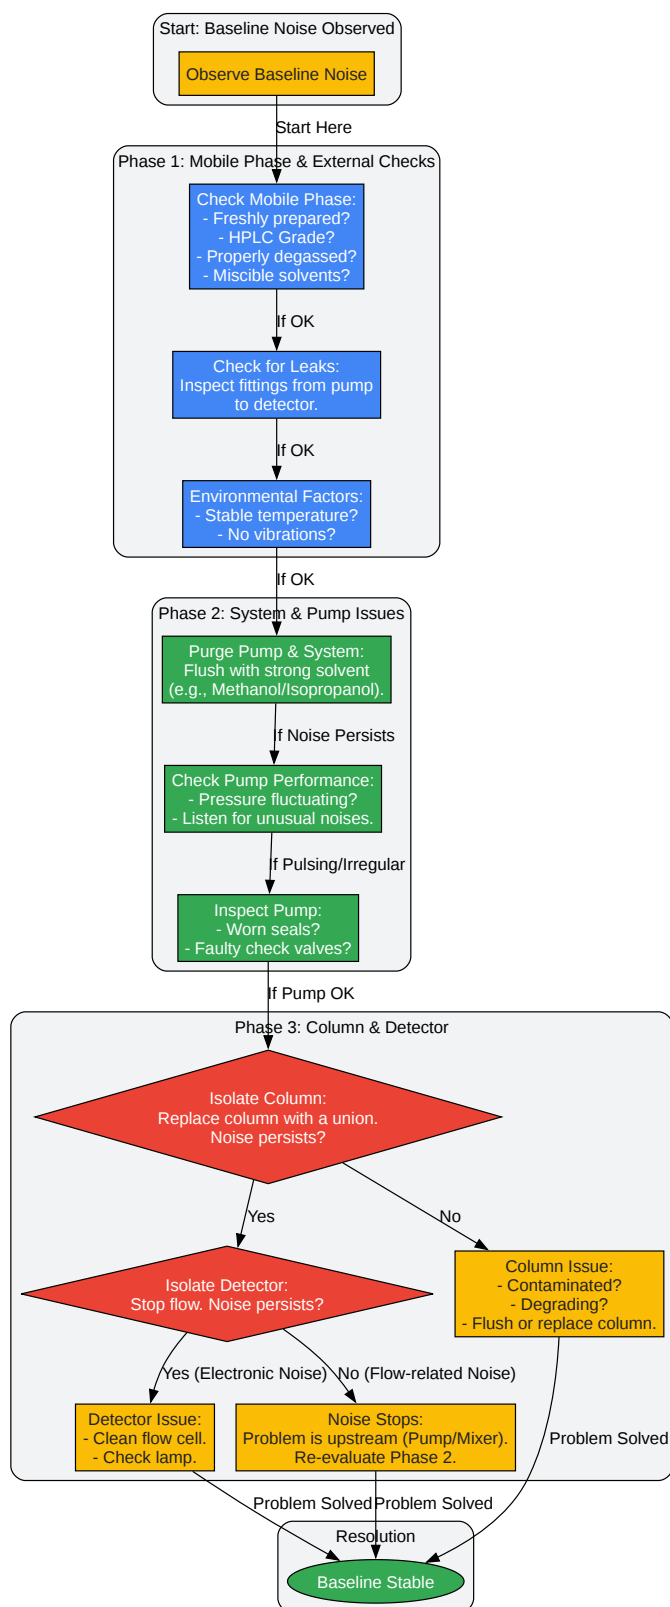 Start: Baseline Noise Observed
Observe Baseline Noise
Start Here
Phase 1: Mobile Phase & External Checks
Check Mobile Phase:
- Freshly prepared?
- HPLC Grade?
- Properly degassed?
- Miscible solvents?
If OK
Check for Leaks:
Inspect fittings from pump
to detector.
If OK
Environmental Factors:
- Stable temperature?
- No vibrations?
If OK
Phase 2: System & Pump Issues
Purge Pump & System:
Flush with strong solvent
(e.g., Methanol/Isopropanol).
If Noise Persists
Check Pump Performance:
- Pressure fluctuating?
- Listen for unusual noises.
If Pulsing/Irregular
Inspect Pump:
- Worn seals?
- Faulty check valves?
If Pump OK
Phase 3: Column & Detector
Isolate Column:
Replace column with a union.
Noise persists?
Yes
No
Isolate Detector:
Stop flow. Noise persists?
Column Issue:
- Contaminated?
- Degrading?
- Flush or replace column.
Yes (Electronic Noise)
No (Flow-related Noise)
Detector Issue:
- Clean flow cell.
- Check lamp.
Noise Stops:
Problem is upstream (Pump/Mixer).
Re-evaluate Phase 2.
Problem Solved
Problem Solved
Problem Solved
Resolution
Baseline Stable